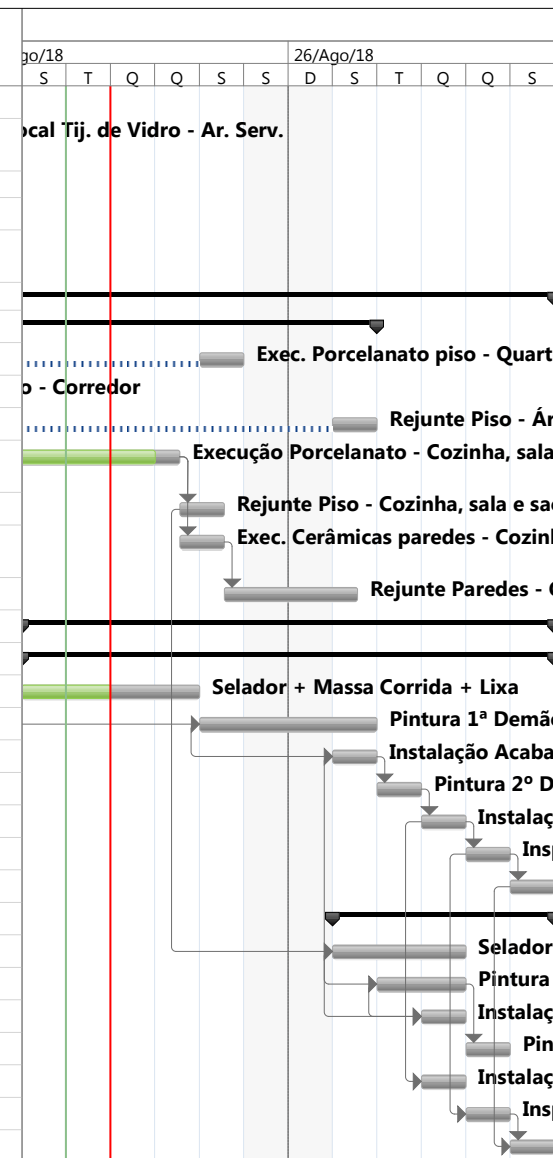 go/18 26/Ago/18
S T Q Q S S D S T Q Q S
ocal Tij. de Vidro - Ar. Serv.
Exec. Porcelanato piso - Quart
o - Corredor
Rejunte Piso - Ár
Execução Porcelanato - Cozinha, sala
Rejunte Piso - Cozinha, sala e sac
Exec. Cerâmicas paredes - Cozinh
Rejunte Paredes - C
Selador + Massa Corrida + Lixa
Pintura 1ª Demão
Instalação Acaba
Pintura 2º D
Instalaç
Insp
Selador
Pintura
Instalaç
Pin
Instalaç
Insp